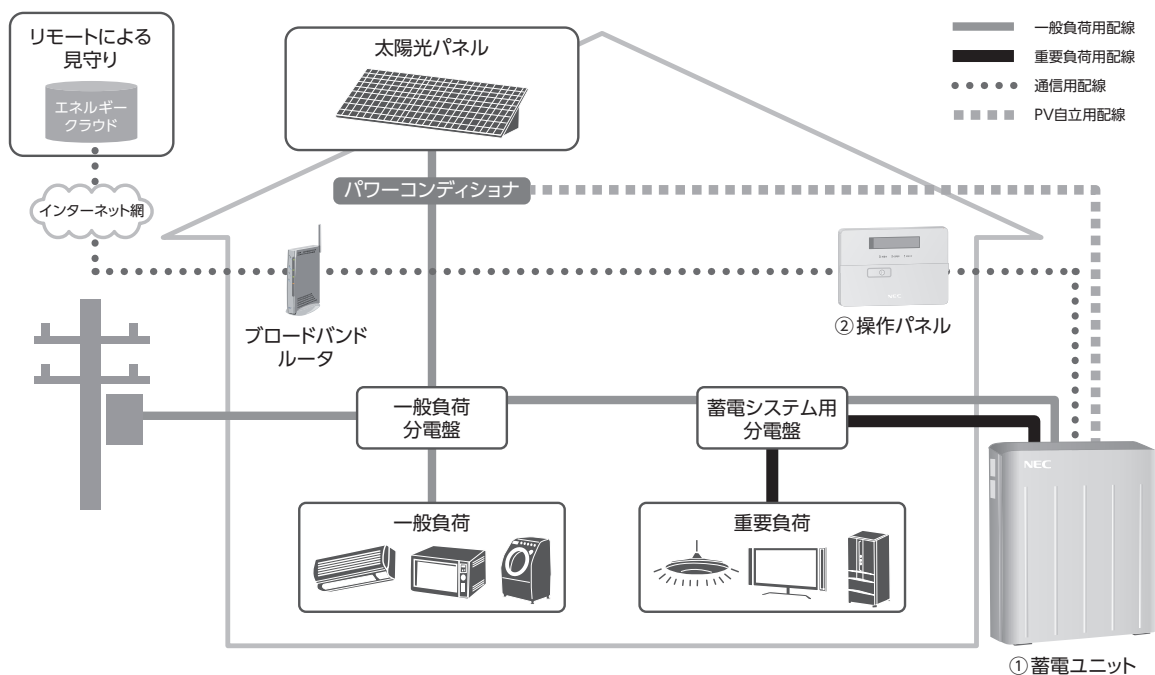 リモートによる
見守り
エネルギー
クラウド
インターネット網
太陽光パネル
パワーコンディショナ
一般負荷用配線
重要負荷用配線
通信用配線
PV自立用配線
ブロードバンド
ルータ
NEC
②操作パネル
一般負荷
分電盤
蓄電システム用
分電盤
一般負荷
重要負荷
NEC
①蓄電ユニット